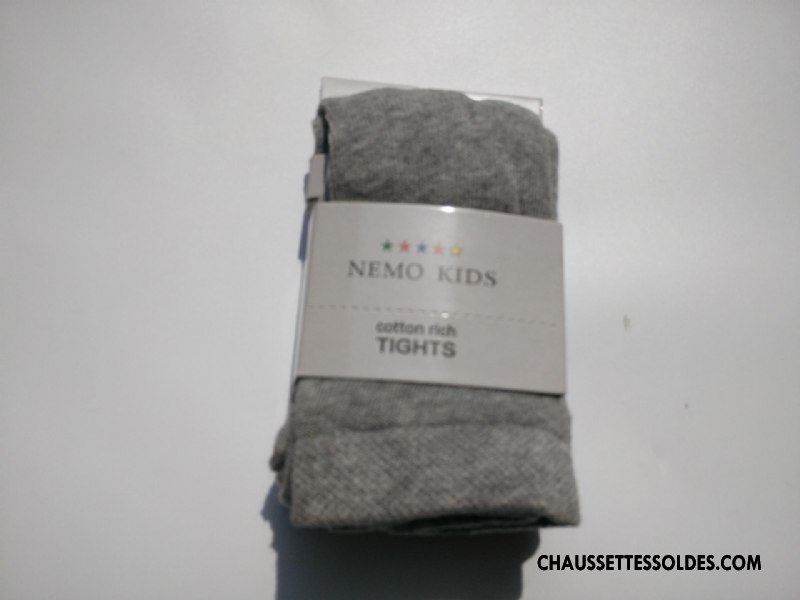 NEMO KIDS
cotton rich
TIGHTS
CHAUSSETTESSOLDES.COM